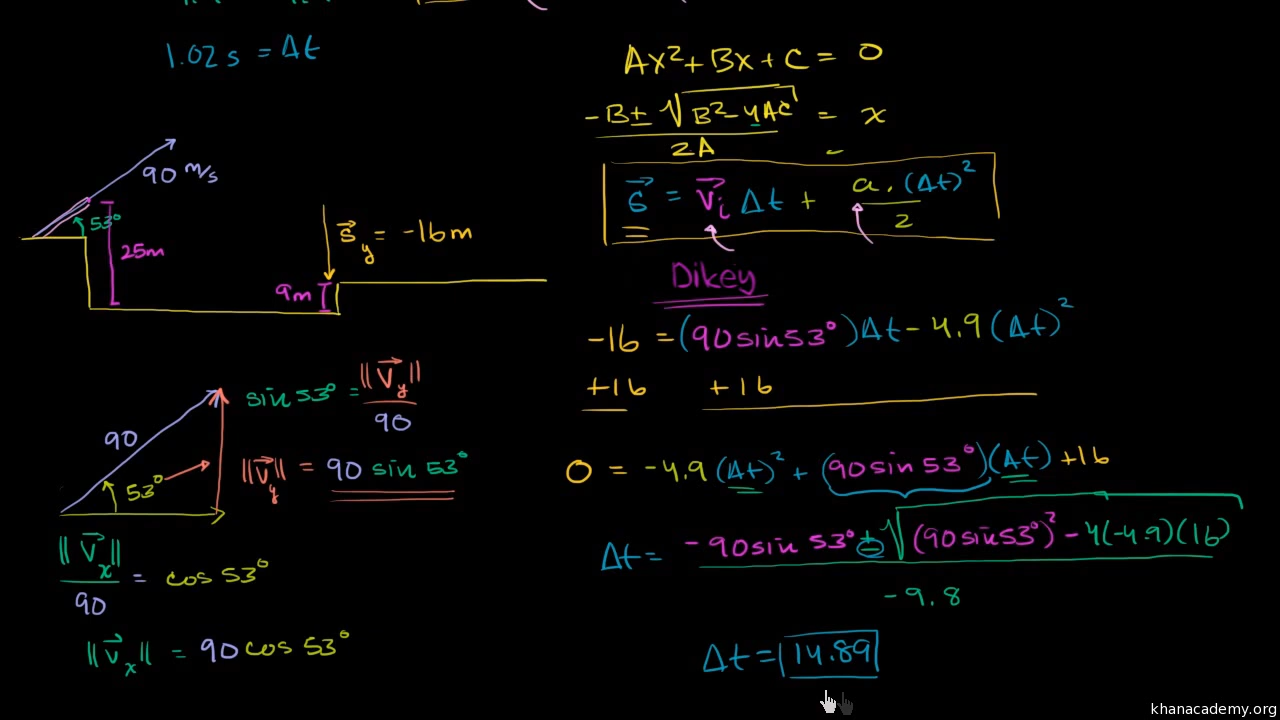 1.02 s = Δt
90 m/s
53°
25m
s⃗y = -16m
9m
90
53°
sin 53° = ||v⃗y|| / 90
||v⃗y|| = 90 sin 53°
||v⃗x|| / 90 = cos 53°
||v⃗x|| = 90 cos 53°
Ax² + Bx + C = 0
-B ± √(B² - 4AC) / 2A = x
s⃗ = v⃗i Δt + a · (Δt)² / 2
Dikey
-16 = (90 sin 53°) Δt - 4.9 (Δt)²
+16 +16
0 = -4.9 (Δt)² + (90 sin 53°)(Δt) + 16
Δt = -90 sin 53° ± √((90 sin 53°)² - 4(-4.9)(16)) / -9.8
Δt = 14.89
khanacademy.org